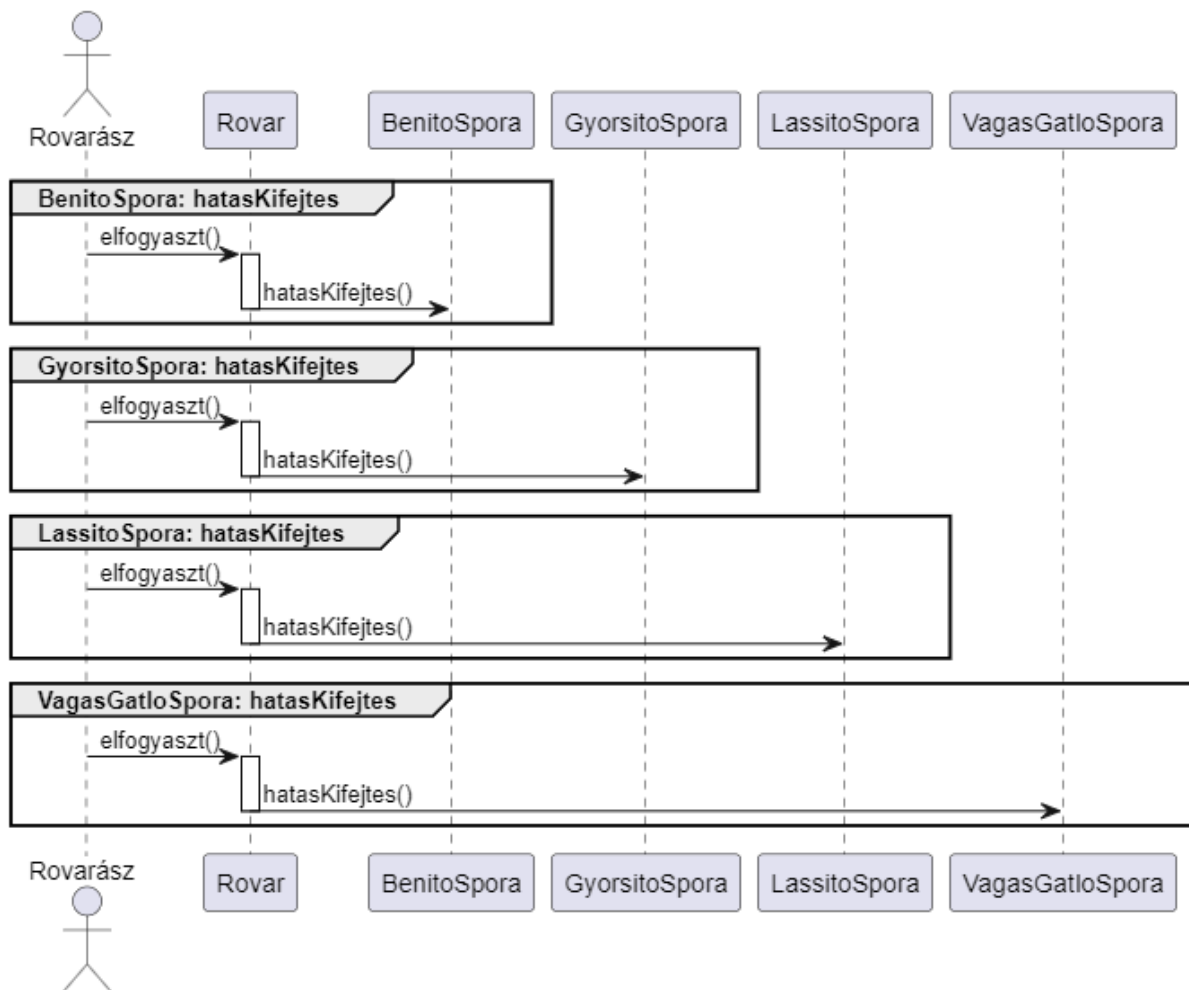 Rovarász
Rovar
BenitoSpora
GyorsitoSpora
LassitoSpora
VagasGatloSpora
BenitoSpora: hatasKifejtes
elfogyaszt()
hatasKifejtes()
GyorsitoSpora: hatasKifejtes
elfogyaszt()
hatasKifejtes()
LassitoSpora: hatasKifejtes
elfogyaszt()
hatasKifejtes()
VagasGatloSpora: hatasKifejtes
elfogyaszt()
hatasKifejtes()
Rovarász
Rovar
BenitoSpora
GyorsitoSpora
LassitoSpora
VagasGatloSpora